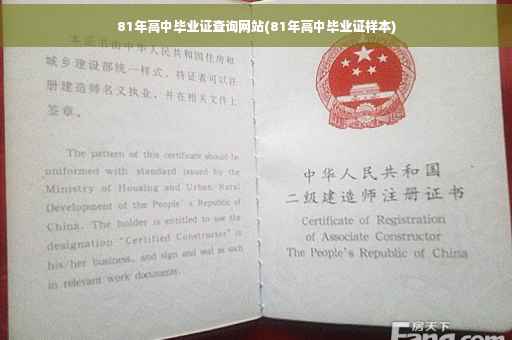 81年高中毕业证查询网站(81年高中毕业证样本)
本证书由中华人民共和国住房和
城乡建设部统一样式，持证表可以注
册建造师名义执业，并在相关文件上
签章。
The pattern of this certificate should be
uniformed with standard issued by the
Ministry of Housing and Urban Rural
Development of the People's Republic of
China. The holder is entitled to use the
designation "Certified Constructor" in
his/her business, and sign and seal as such
in relevant work documents.
中华人民共和国
二级建造师注册证书
Certificate of Registration
of Associate Constructor
The People's Republic of China
房天下
Fang.com